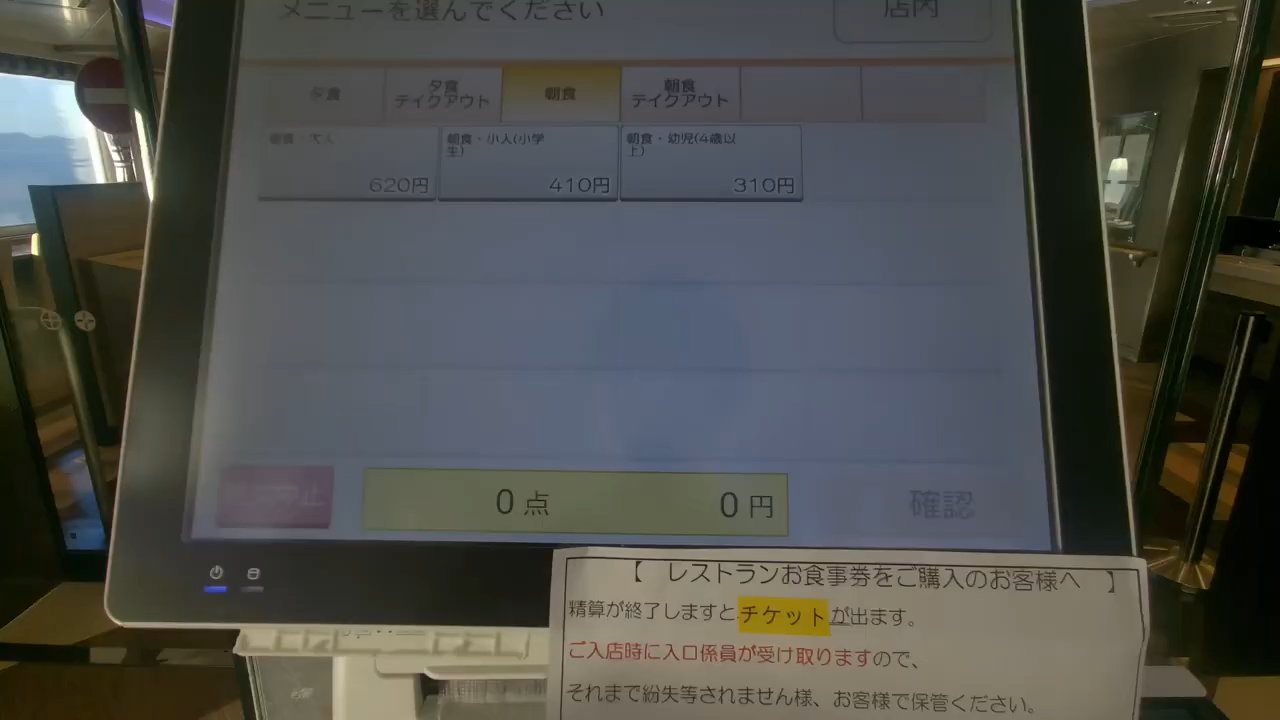 メニューを選んでください
店内
夕食
夕食
テイクアウト
朝食
朝食
テイクアウト
朝食・大人
620円
朝食・小人(小学
生)
410円
朝食・幼児(4歳以
上)
310円
0点 0円
確認
【 レストランお食事券をご購入のお客様へ 】
精算が終了しますとチケットが出ます。
ご入店時に入口係員が受け取りますので、
それまで紛失等されません様、お客様で保管ください。